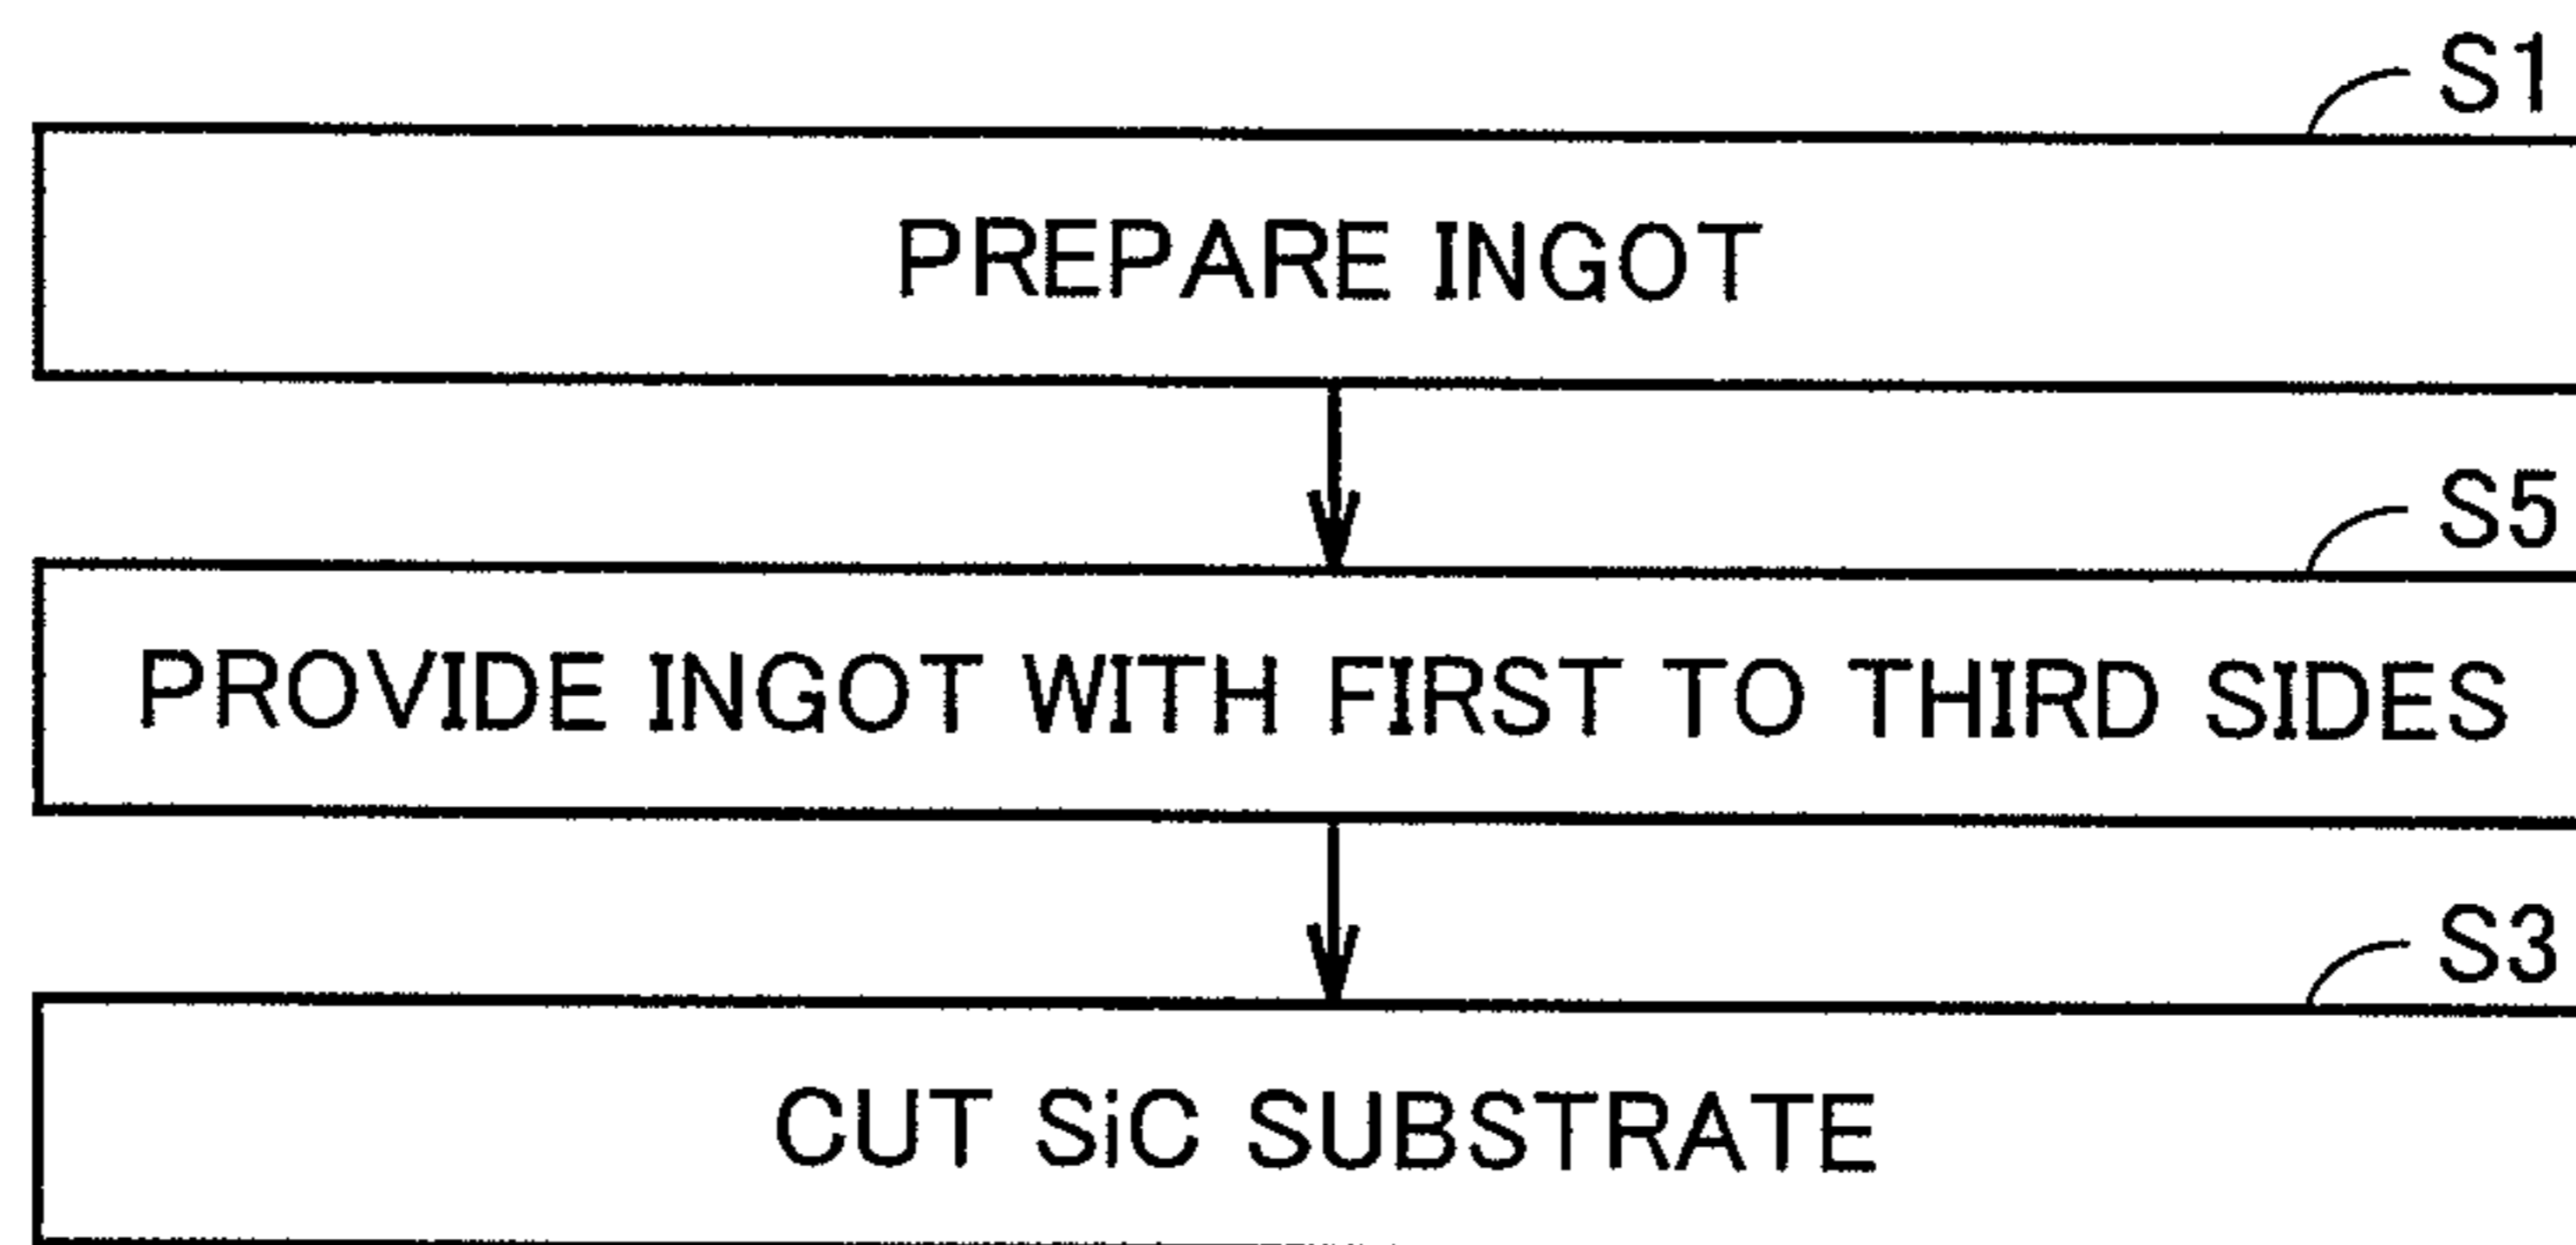 S1
PREPARE INGOT
S5
PROVIDE INGOT WITH FIRST TO THIRD SIDES
S3
CUT SiC SUBSTRATE